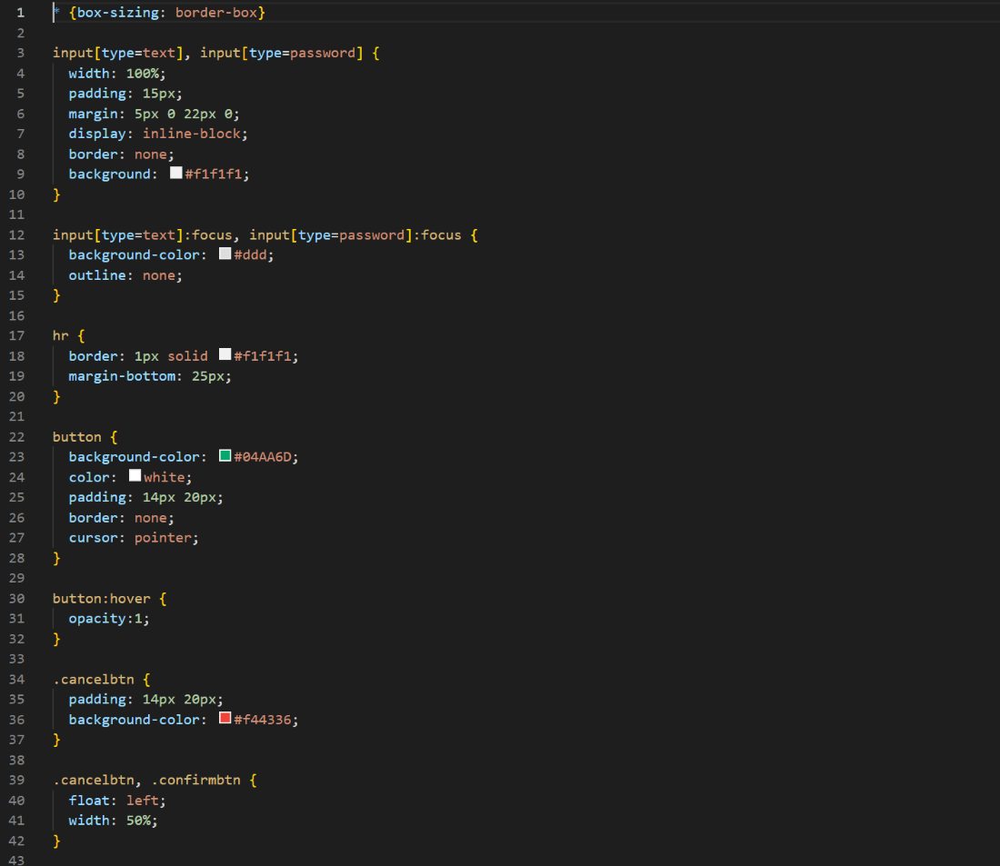 1 * {box-sizing: border-box}
2
3 input[type=text], input[type=password] {
4   width: 100%;
5   padding: 15px;
6   margin: 5px 0 22px 0;
7   display: inline-block;
8   border: none;
9   background: #f1f1f1;
10 }
11
12 input[type=text]:focus, input[type=password]:focus {
13   background-color: #ddd;
14   outline: none;
15 }
16
17 hr {
18   border: 1px solid #f1f1f1;
19   margin-bottom: 25px;
20 }
21
22 button {
23   background-color: #04AA6D;
24   color: white;
25   padding: 14px 20px;
26   border: none;
27   cursor: pointer;
28 }
29
30 button:hover {
31   opacity:1;
32 }
33
34 .cancelbtn {
35   padding: 14px 20px;
36   background-color: #f44336;
37 }
38
39 .cancelbtn, .confirmbtn {
40   float: left;
41   width: 50%;
42 }
43